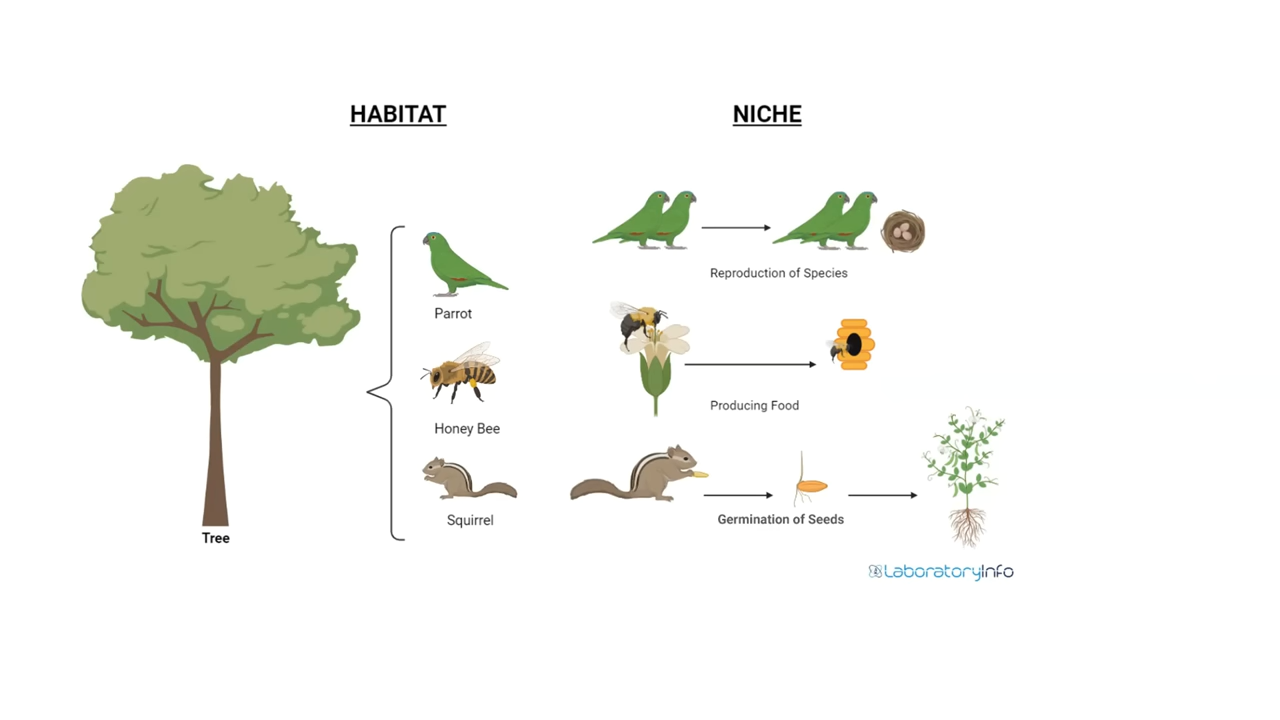 HABITAT
NICHE
Reproduction of Species
Parrot
Producing Food
Honey Bee
Squirrel
Germination of Seeds
Tree
LaboratoryInfo